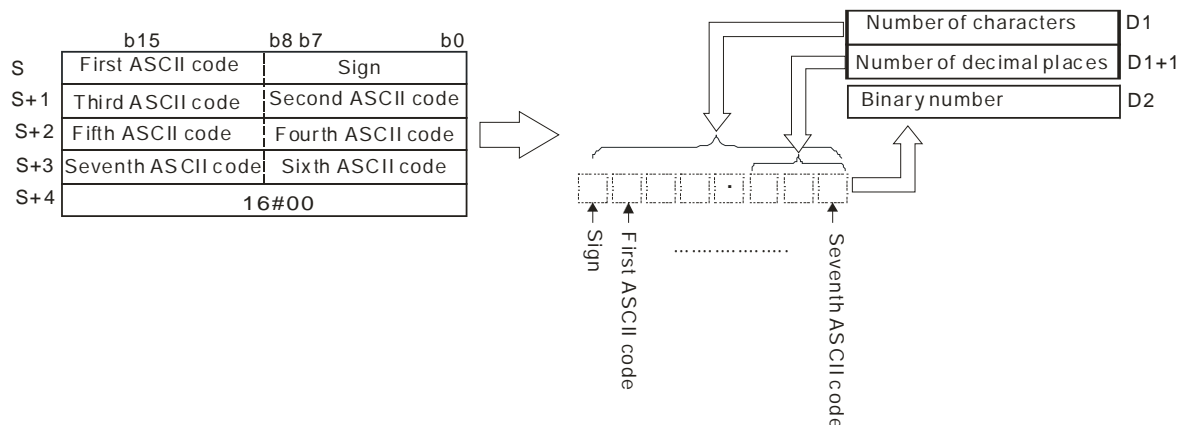 b15 b8 b7 b0
S First ASCII code Sign
S+1 Third ASCII code Second ASCII code
S+2 Fifth ASCII code Fourth ASCII code
S+3 Seventh ASCII code Sixth ASCII code
S+4 16#00
Number of characters D1
Number of decimal places D1+1
Binary number D2
.
Sign
First ASCII code
..................
Seventh ASCII code